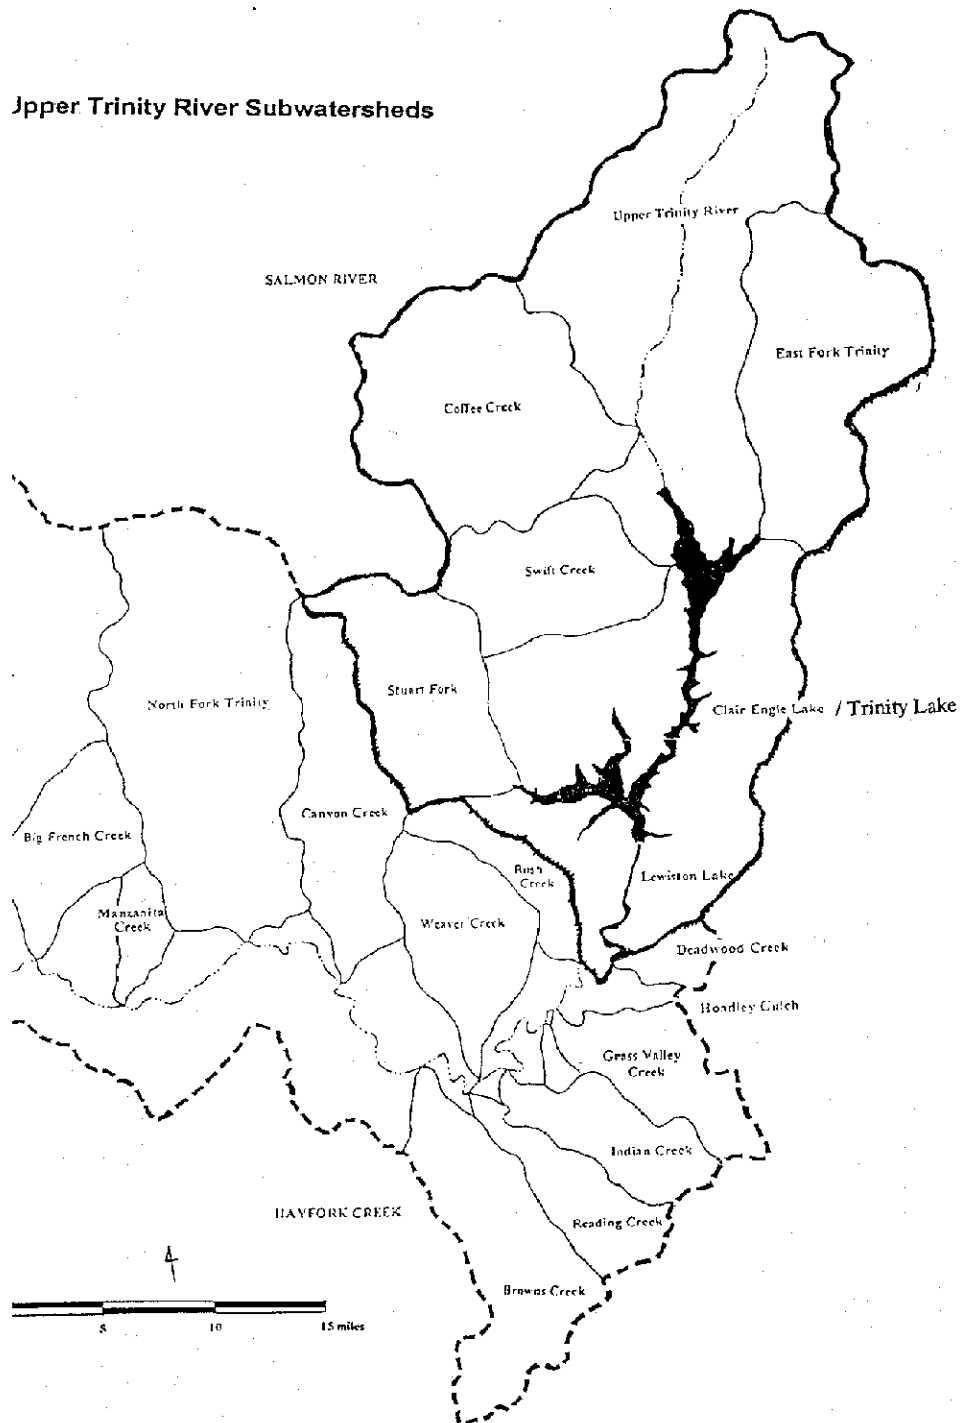 Upper Trinity River Subwatersheds
Upper Trinity River
SALMON RIVER
East Fork Trinity
Coffee Creek
Swift Creek
Stuart Fork
North Fork Trinity
Clair Engle Lake / Trinity Lake
Canyon Creek
Big French Creek
Rush
Creek
Lewiston Lake
Manzanita
Creek
Weaver Creek
Deadwood Creek
Hoadley Gulch
Grass Valley
Creek
Indian Creek
HAYFORK CREEK
Reading Creek
Browns Creek
5
10
15 miles